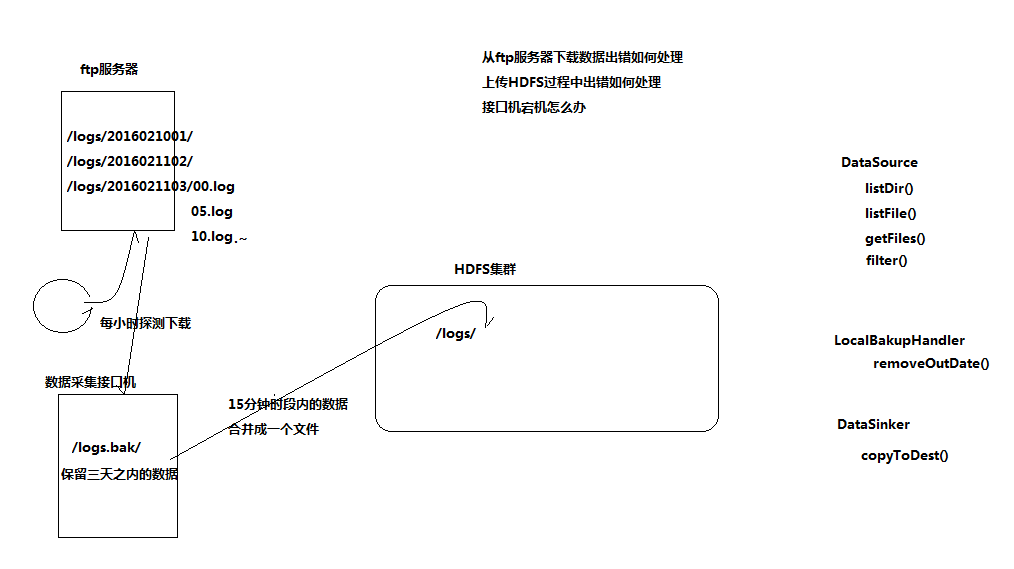 ftp服务器
/logs/2016021001/
/logs/2016021102/
/logs/2016021103/00.log
05.log
10.log .~
每小时探测下载
数据采集接口机
/logs.bak/
保留三天之内的数据
15分钟时段内的数据
合并成一个文件
从ftp服务器下载数据出错如何处理
上传HDFS过程中出错如何处理
接口机宕机怎么办
HDFS集群
/logs/
DataSource
listDir()
listFile()
getFiles()
filter()
LocalBakupHandler
removeOutDate()
DataSinker
copyToDest()